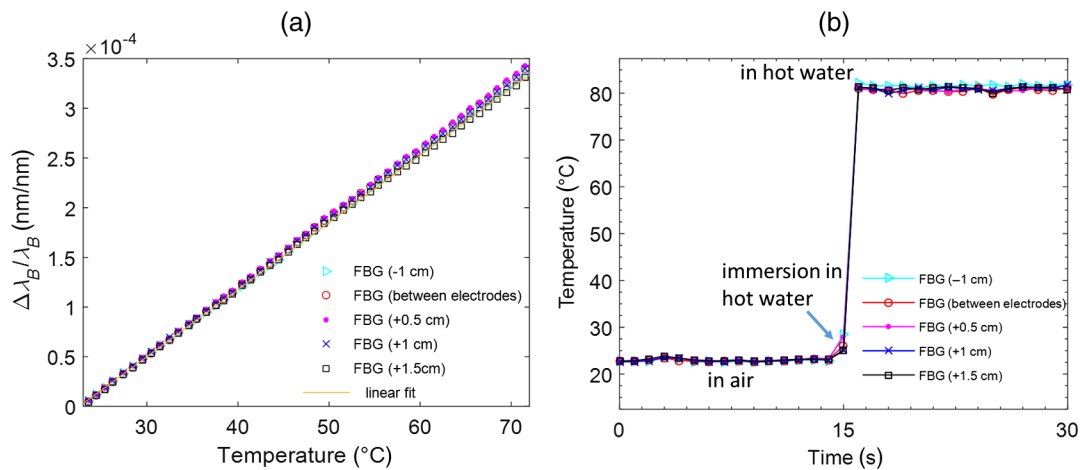 (a)
×10⁻⁴
3.5
3
2.5
2
1.5
1
0.5
0
30
40
50
60
70
Δλ_B/λ_B (nm/nm)
Temperature (°C)
FBG (-1 cm)
FBG (between electrodes)
FBG (+0.5 cm)
FBG (+1 cm)
FBG (+1.5cm)
linear fit
(b)
80
70
60
50
40
30
20
10
0
15
30
Temperature (°C)
Time (s)
in hot water
immersion in
hot water
in air
FBG (−1 cm)
FBG (between electrodes)
FBG (+0.5 cm)
FBG (+1 cm)
FBG (+1.5 cm)